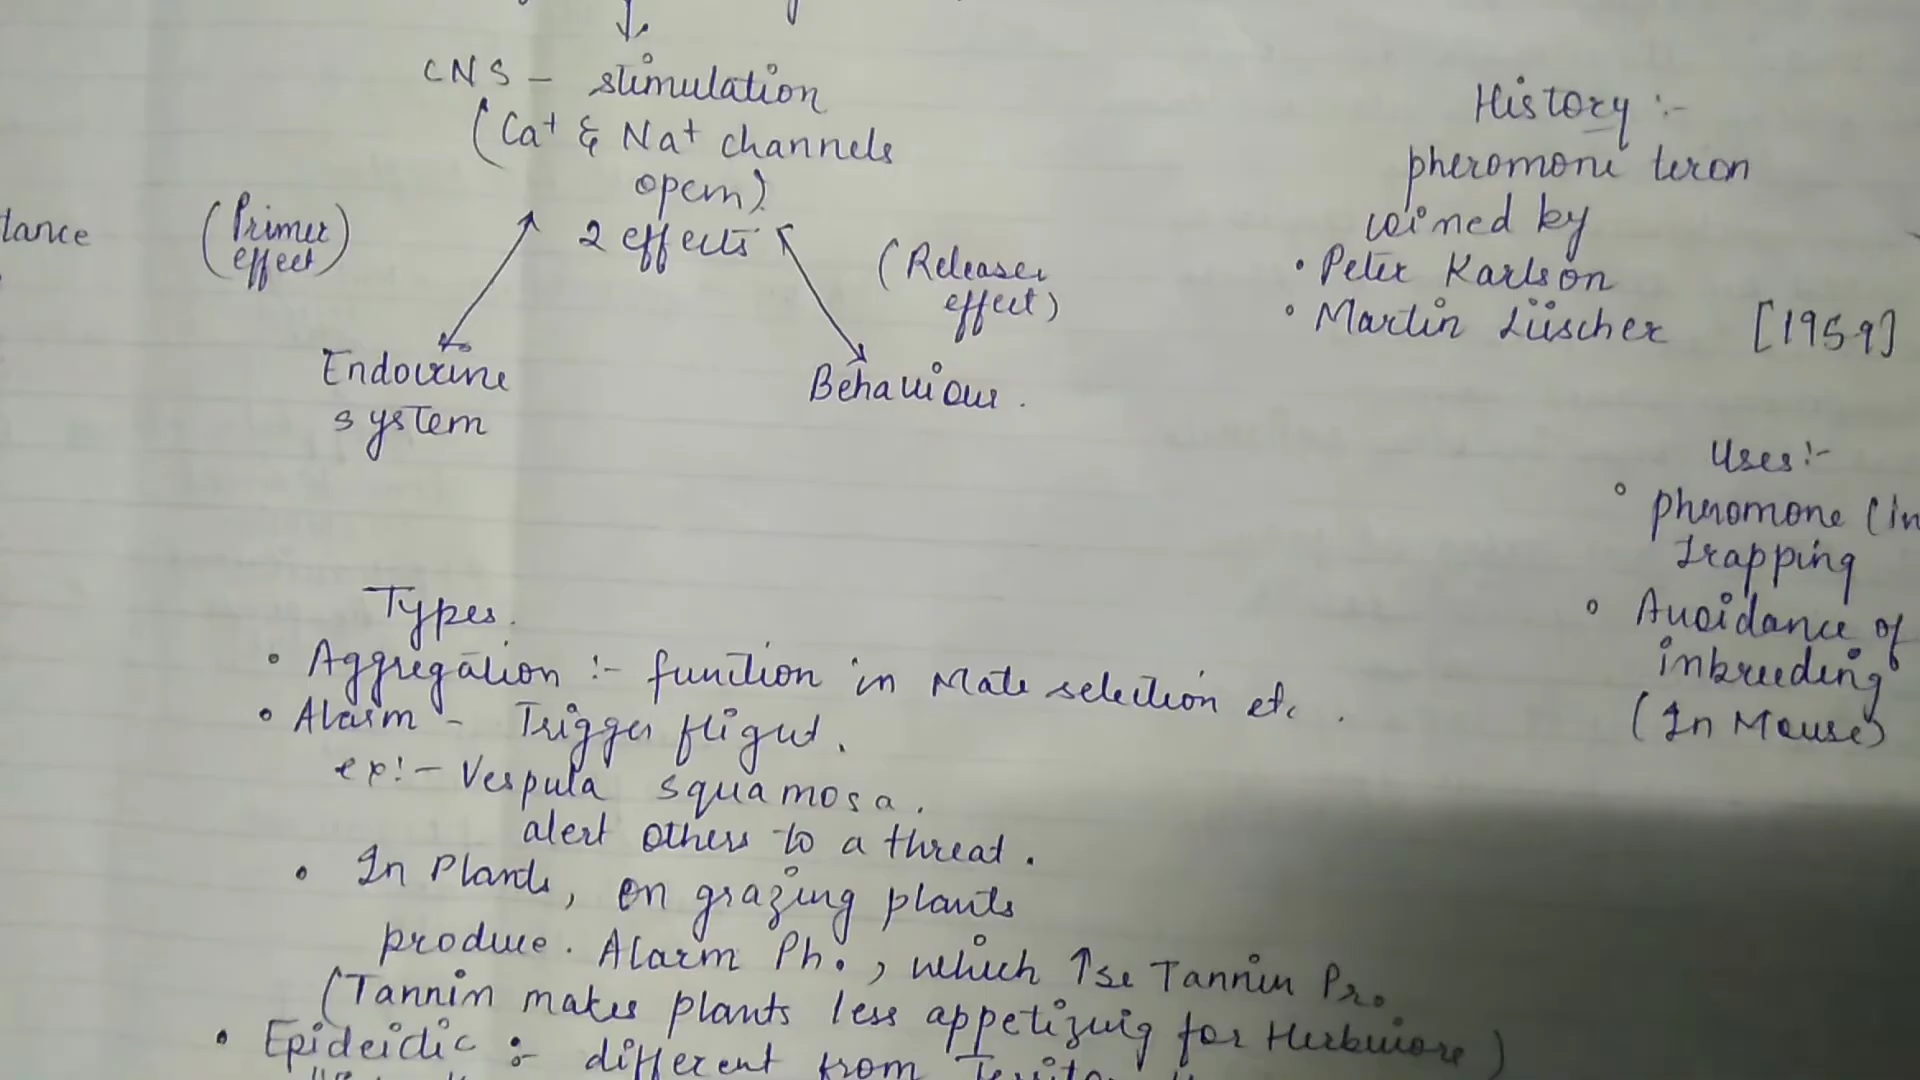 CNS - stimulation
(Ca+ & Na+ channels
open)
2 effects
(Primer
effect)
(Releaser
effect)
Endocrine
system
Behaviour.
History :-
pheromone term
coined by
• Peter Karlson
• Martin Lüscher [1959]
Uses :-
• pheromone (in
trapping
• Avoidance of
inbreeding
(In Mouse)
Types.
• Aggregation :- function in Mate selection etc.
• Alarm - Trigger flight.
ex:- Vespula squamosa.
alert others to a threat.
• In Plants, on grazing plants
produce. Alarm Ph., which ↑se Tannin Pr.
(Tannin makes plants less appetizing for Herbivore)
• Epideidic :- different from